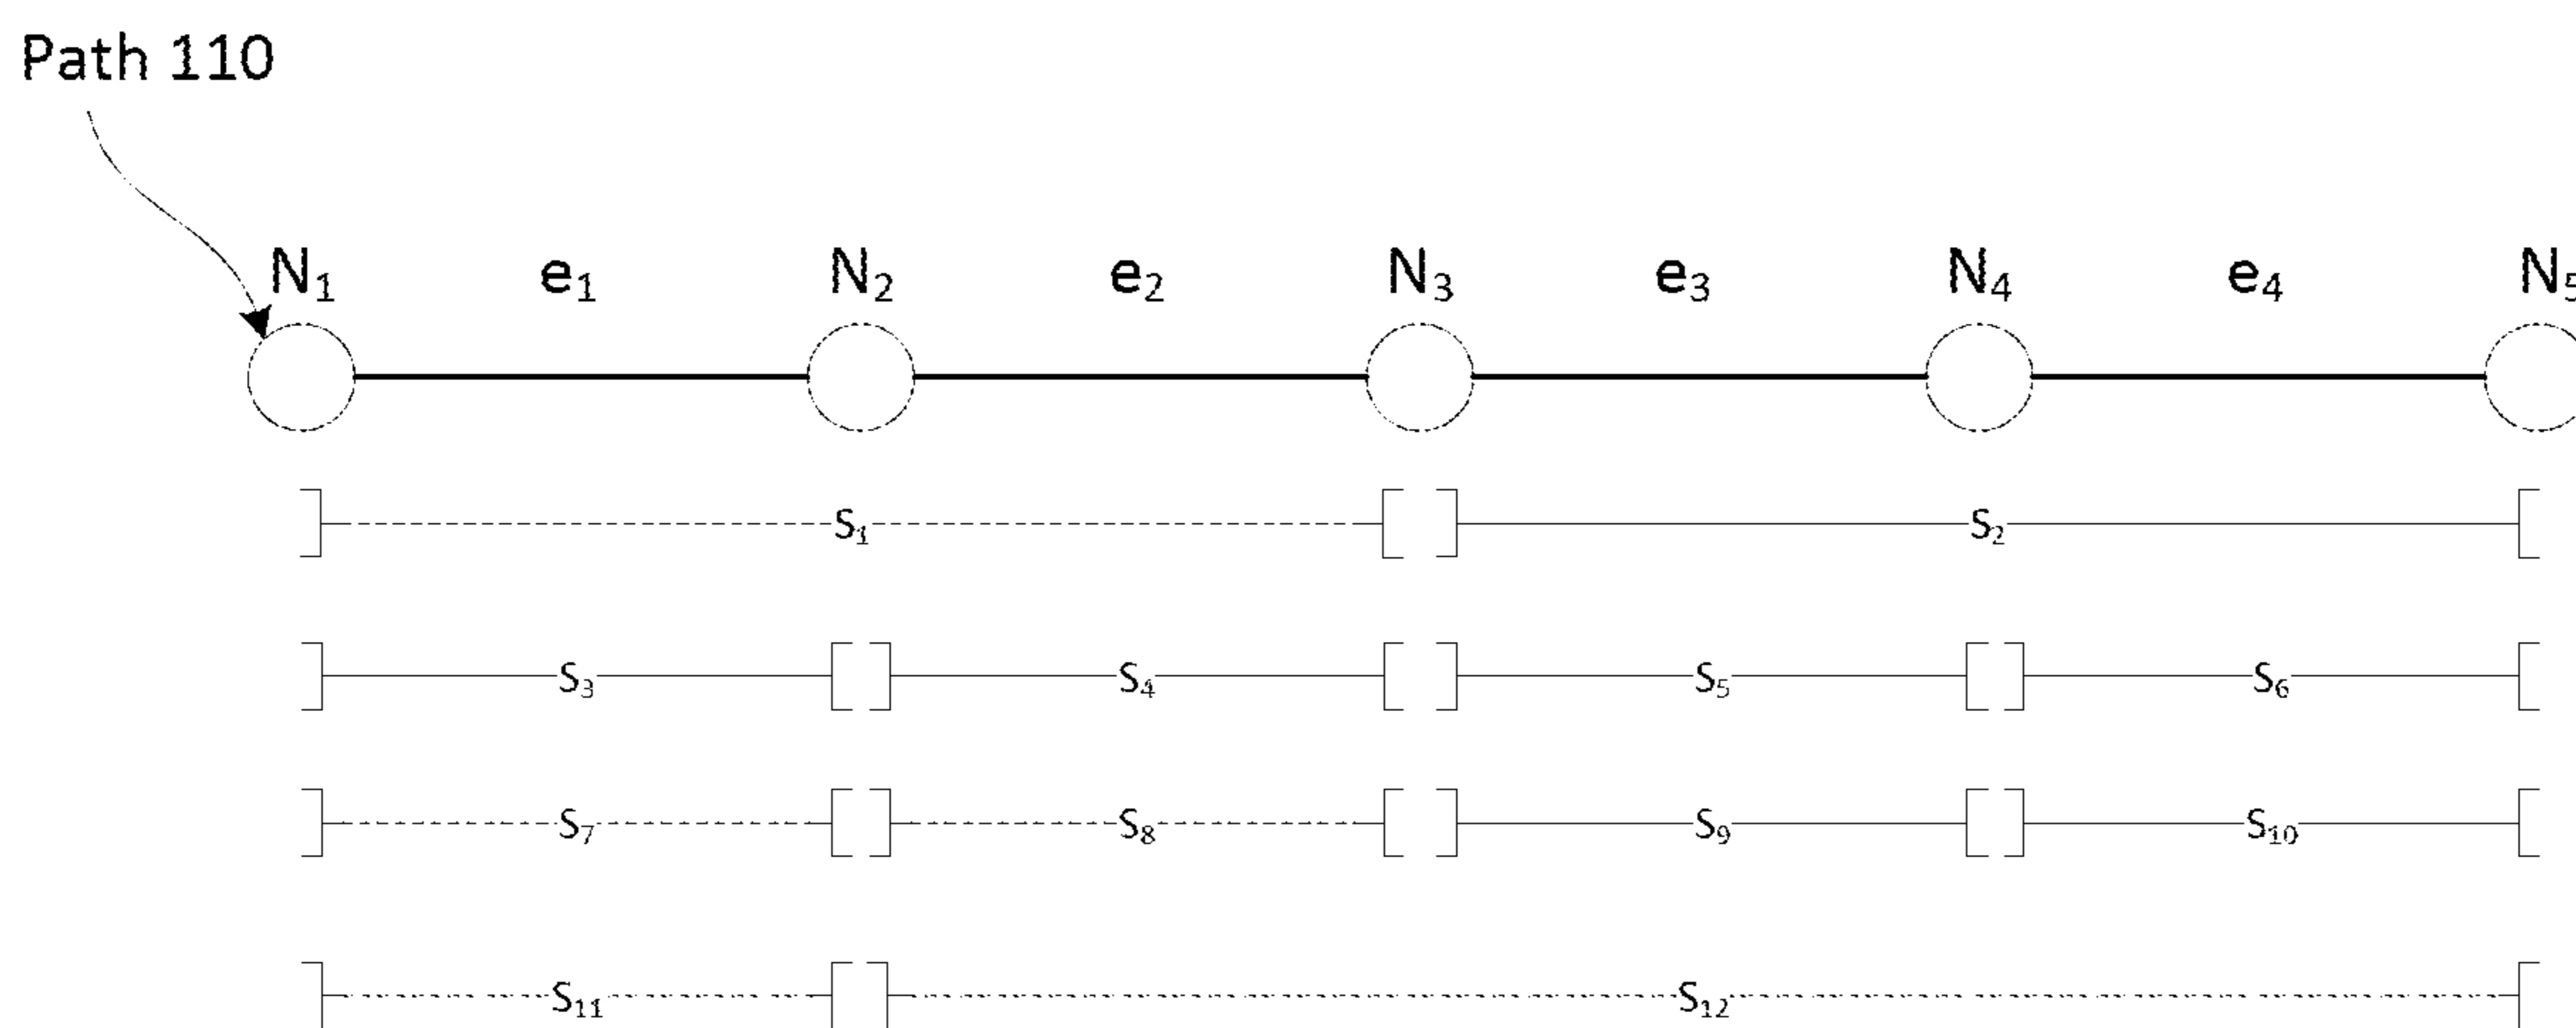 Path 110
N₁ e₁ N₂ e₂ N₃ e₃ N₄ e₄ N₅
S₁ S₂
S₃ S₄ S₅ S₆
S₇ S₈ S₉ S₁₀
S₁₁ S₁₂